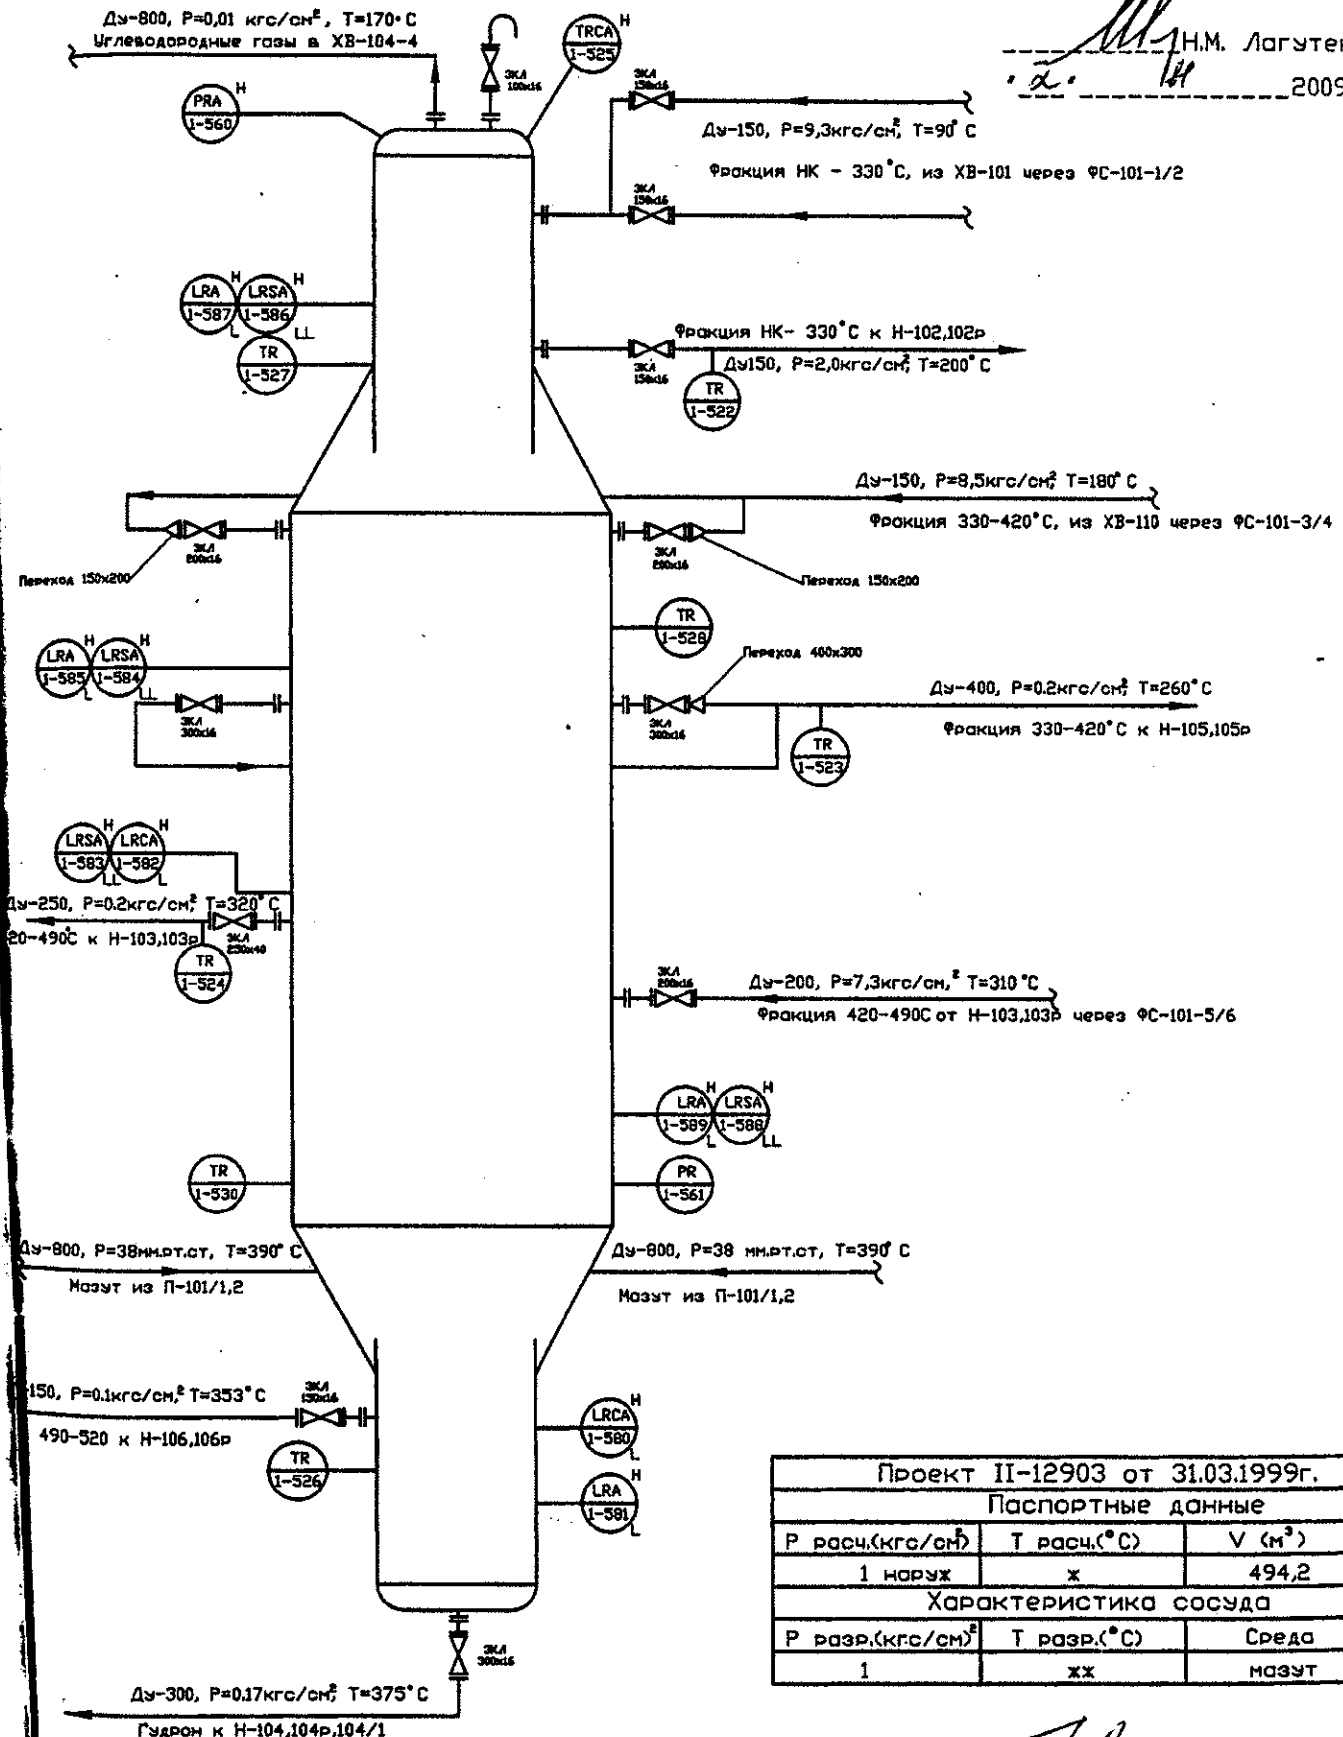 Ду-800, Р=0,01 кгс/см², Т=170°С
Углеводородные газы в ХВ-104-4
Н.М. Лагутен
2009
ЗКЛ
100х16
TRCA
H
1-525
PRA
H
1-560
ЗКЛ
150х16
Ду-150, Р=9,3кгс/см², Т=90°С
Фракция НК - 330°С, из ХВ-101 через ФС-101-1/2
ЗКЛ
150х16
LRA
H
1-587
L
LRSA
H
1-586
LL
TR
1-527
Фракция НК- 330°С к Н-102,102р
Ду150, Р=2,0кгс/см², Т=200°С
ЗКЛ
150х16
TR
1-522
Ду-150, Р=8,5кгс/см², Т=180°С
Фракция 330-420°С, из ХВ-110 через ФС-101-3/4
ЗКЛ
200х16
Переход 150х200
ЗКЛ
200х16
Переход 150х200
TR
1-528
LRA
H
1-585
L
LRSA
H
1-584
LL
Переход 400х300
ЗКЛ
300х16
ЗКЛ
300х16
Ду-400, Р=0.2кгс/см², Т=260°С
Фракция 330-420°С к Н-105,105р
TR
1-523
LRSA
H
1-583
LL
LRCA
H
1-582
L
Ду-250, Р=0.2кгс/см², Т=320°С
20-490°С к Н-103,103р
ЗКЛ
250х40
TR
1-524
ЗКЛ
200х16
Ду-200, Р=7,3кгс/см,² Т=310°С
Фракция 420-490С от Н-103,103р через ФС-101-5/6
LRA
H
1-589
L
LRSA
H
1-588
LL
TR
1-530
PR
1-561
Ду-800, Р=38мм.рт.ст, Т=390°С
Мазут из П-101/1,2
Ду-800, Р=38 мм.рт.ст, Т=390°С
Мазут из П-101/1,2
150, Р=0.1кгс/см,² Т=353°С
490-520 к Н-106,106р
ЗКЛ
150х16
TR
1-526
LRCA
H
1-580
L
LRA
H
1-581
L
ЗКЛ
300х16
Ду-300, Р=0.17кгс/см², Т=375°С
Гудрон к Н-104,104р,104/1
Проект II-12903 от 31.03.1999г.
Паспортные данные
Р расч.(кгс/см²) Т расч.(°С) V (м³)
1 наруж х 494,2
Характеристика сосуда
Р разр.(кгс/см)² Т разр.(°С) Среда
1 хх мазут